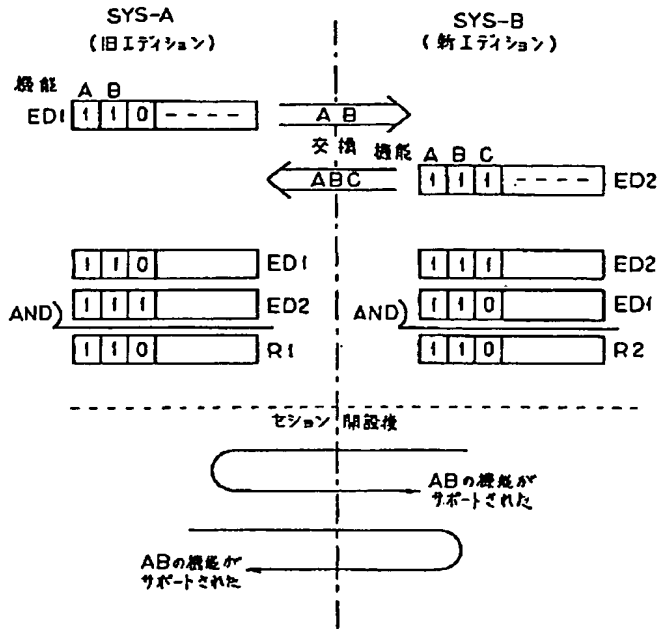 SYS-A
(旧エディション)
SYS-B
(新エディション)
機能 A B
ED1 1 1 0 ----
A B
交換
ABC
機能 A B C
1 1 1 ---- ED2
1 1 0 ED1
AND) 1 1 1 ED2
1 1 0 R1
1 1 1 ED2
AND) 1 1 0 ED1
1 1 0 R2
セション開設後
ABの機能が
サポートされた
ABの機能が
サポートされた